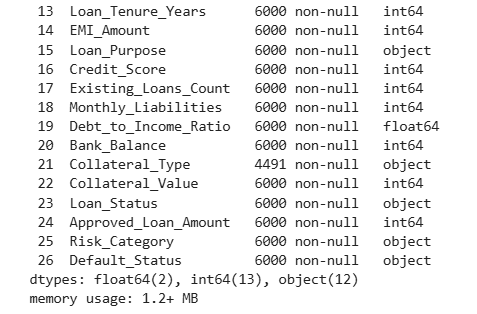 13 Loan_Tenure_Years 6000 non-null int64
14 EMI_Amount 6000 non-null int64
15 Loan_Purpose 6000 non-null object
16 Credit_Score 6000 non-null int64
17 Existing_Loans_Count 6000 non-null int64
18 Monthly_Liabilities 6000 non-null int64
19 Debt_to_Income_Ratio 6000 non-null float64
20 Bank_Balance 6000 non-null int64
21 Collateral_Type 4491 non-null object
22 Collateral_Value 6000 non-null int64
23 Loan_Status 6000 non-null object
24 Approved_Loan_Amount 6000 non-null int64
25 Risk_Category 6000 non-null object
26 Default_Status 6000 non-null object
dtypes: float64(2), int64(13), object(12)
memory usage: 1.2+ MB